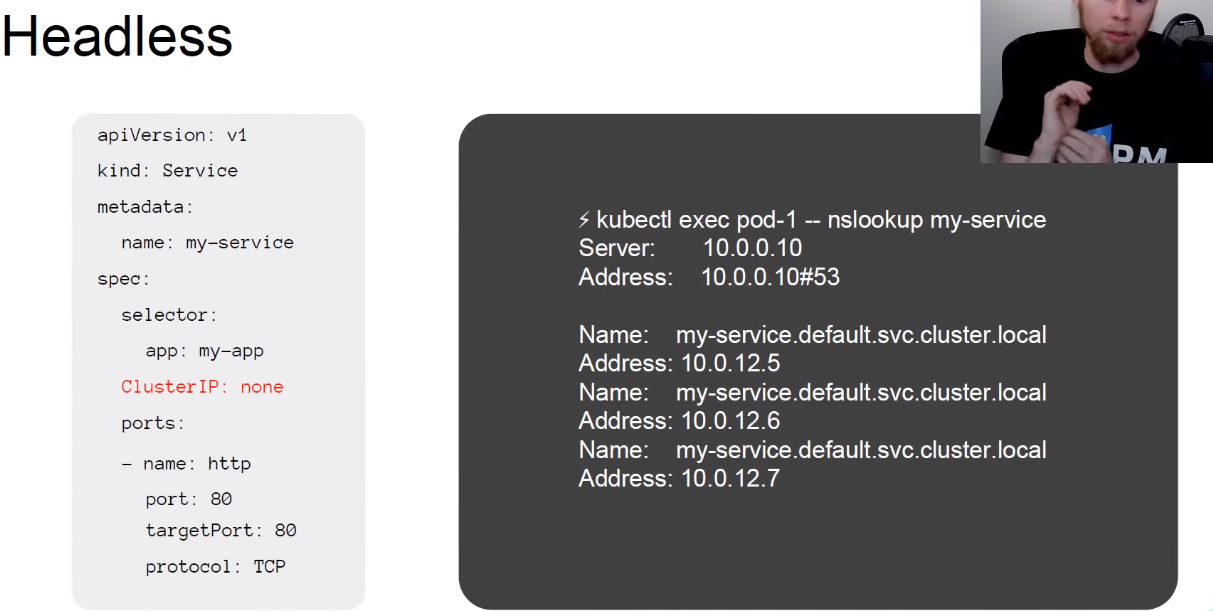 Headless
apiVersion: v1
kind: Service
metadata:
name: my-service
spec:
selector:
app: my-app
ClusterIP: none
ports:
- name: http
port: 80
targetPort: 80
protocol: TCP
⚡ kubectl exec pod-1 -- nslookup my-service
Server: 10.0.0.10
Address: 10.0.0.10#53
Name: my-service.default.svc.cluster.local
Address: 10.0.12.5
Name: my-service.default.svc.cluster.local
Address: 10.0.12.6
Name: my-service.default.svc.cluster.local
Address: 10.0.12.7